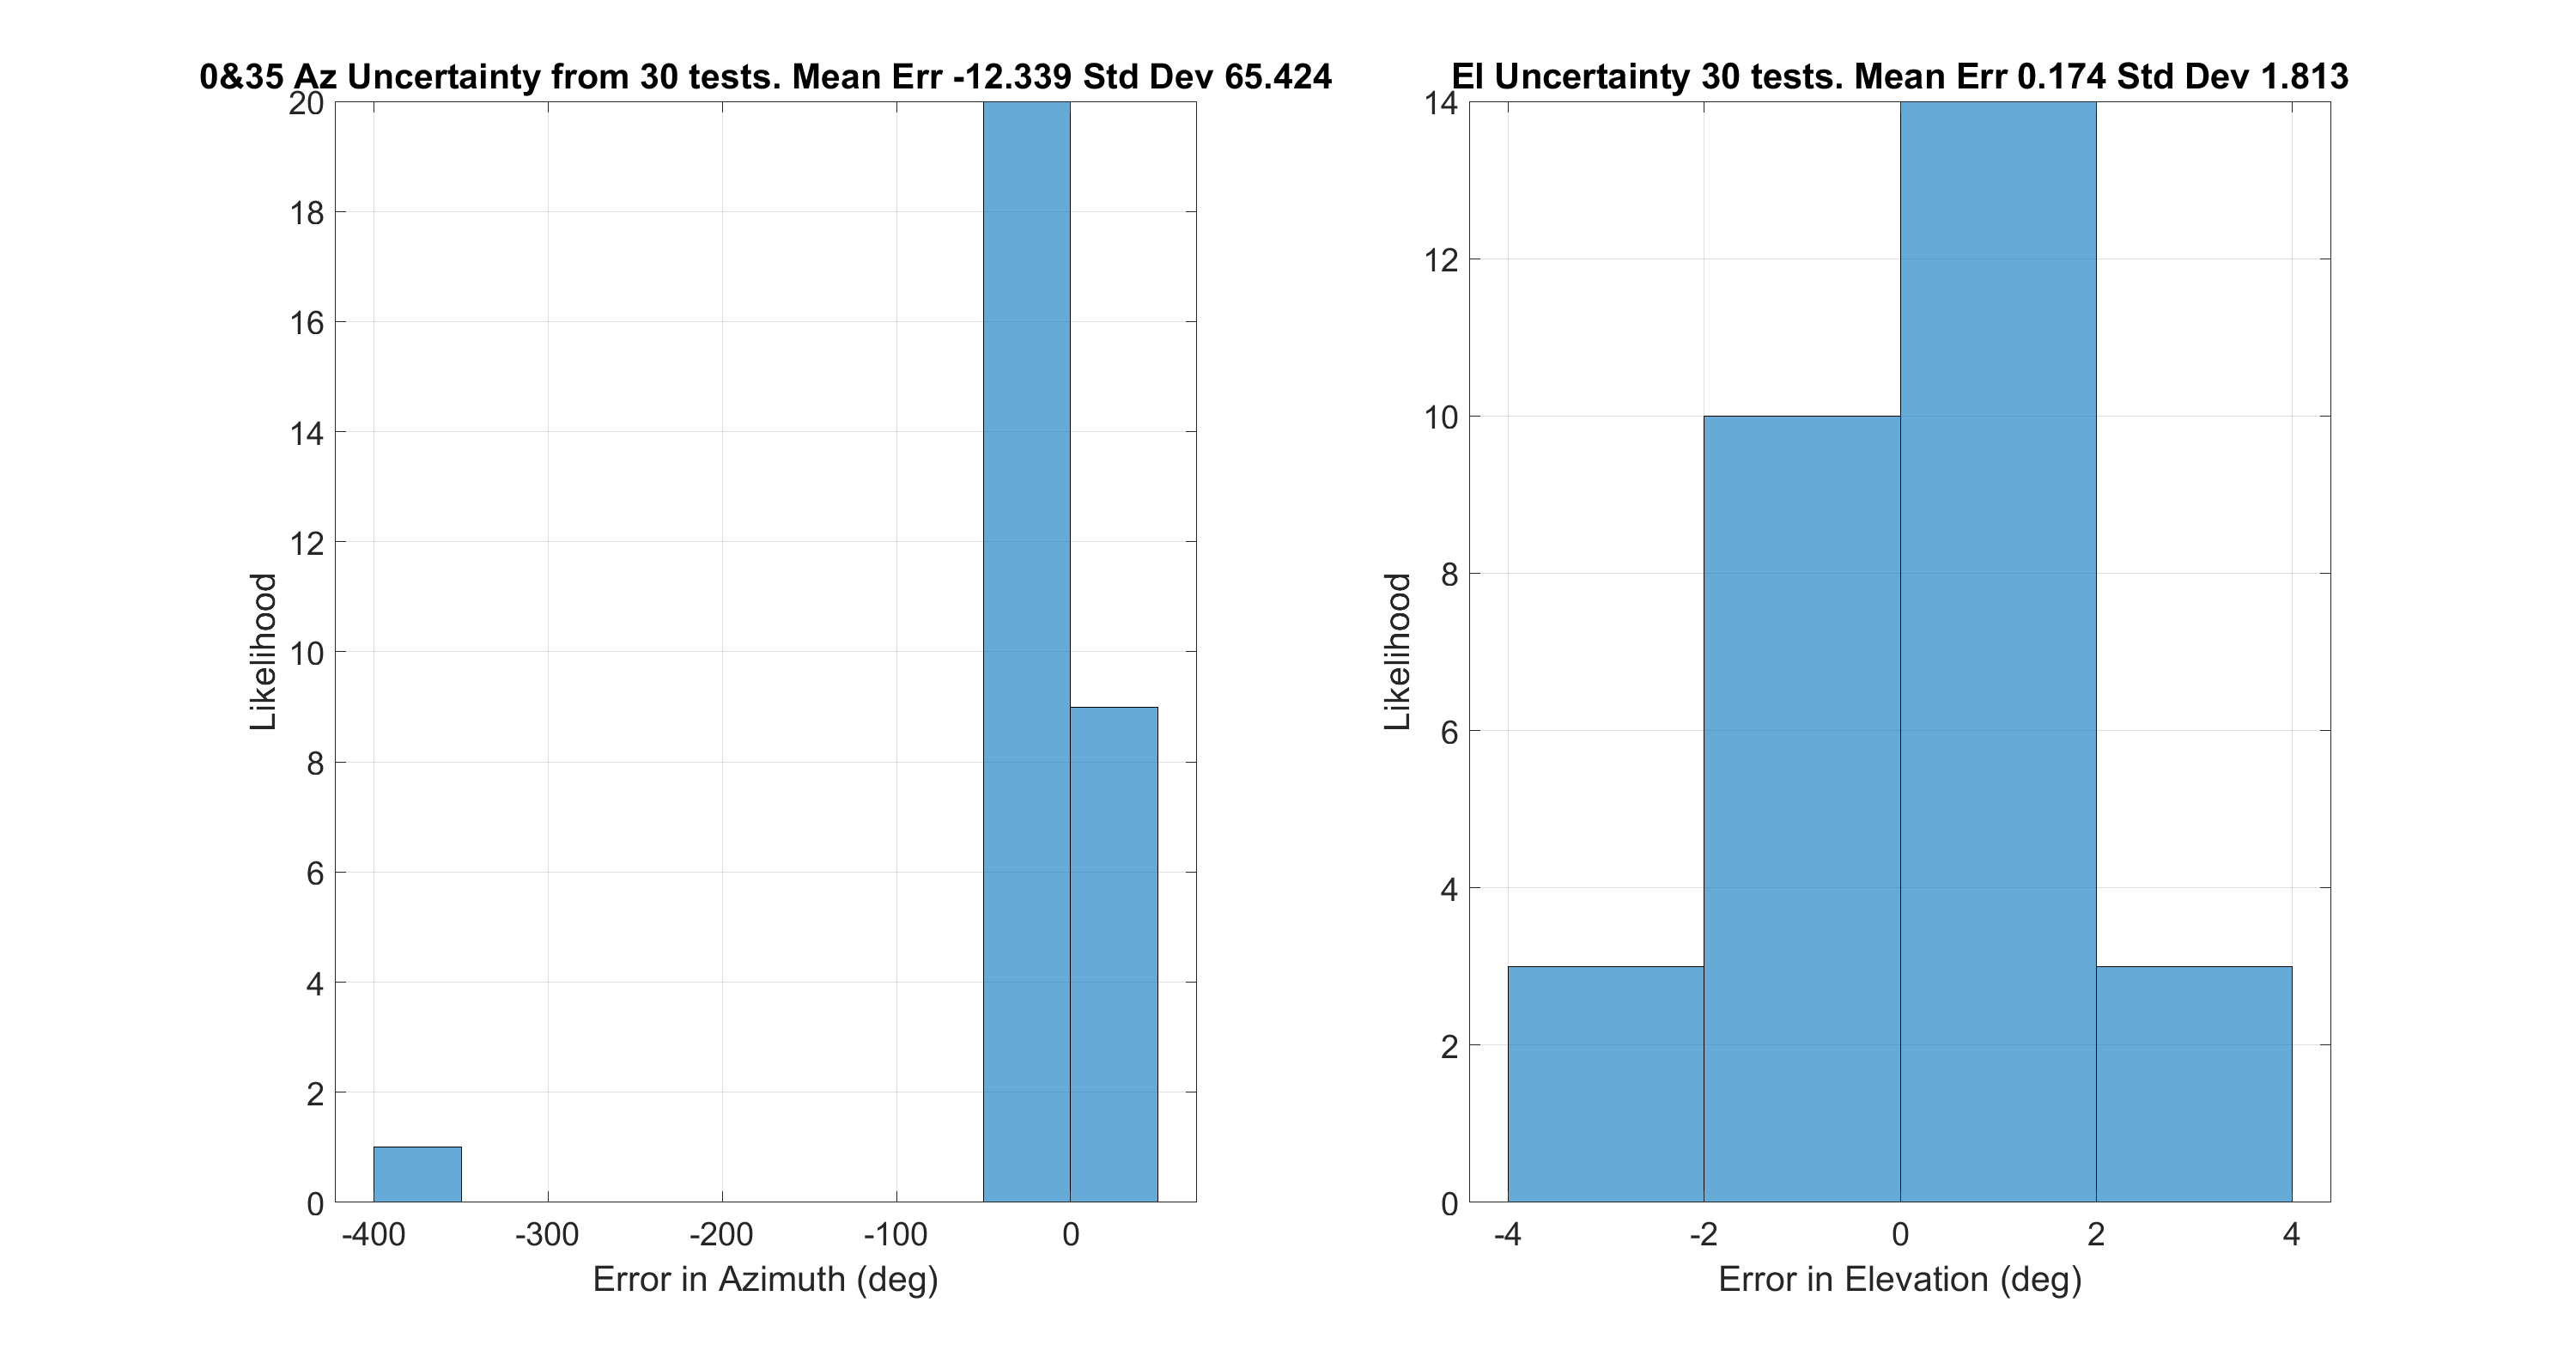 0&35 Az Uncertainty from 30 tests. Mean Err -12.339 Std Dev 65.424
20
18
16
14
12
10
8
6
4
2
0
Likelihood
-400 -300 -200 -100 0
Error in Azimuth (deg)
El Uncertainty 30 tests. Mean Err 0.174 Std Dev 1.813
14
12
10
8
6
4
2
0
Likelihood
-4 -2 0 2 4
Error in Elevation (deg)